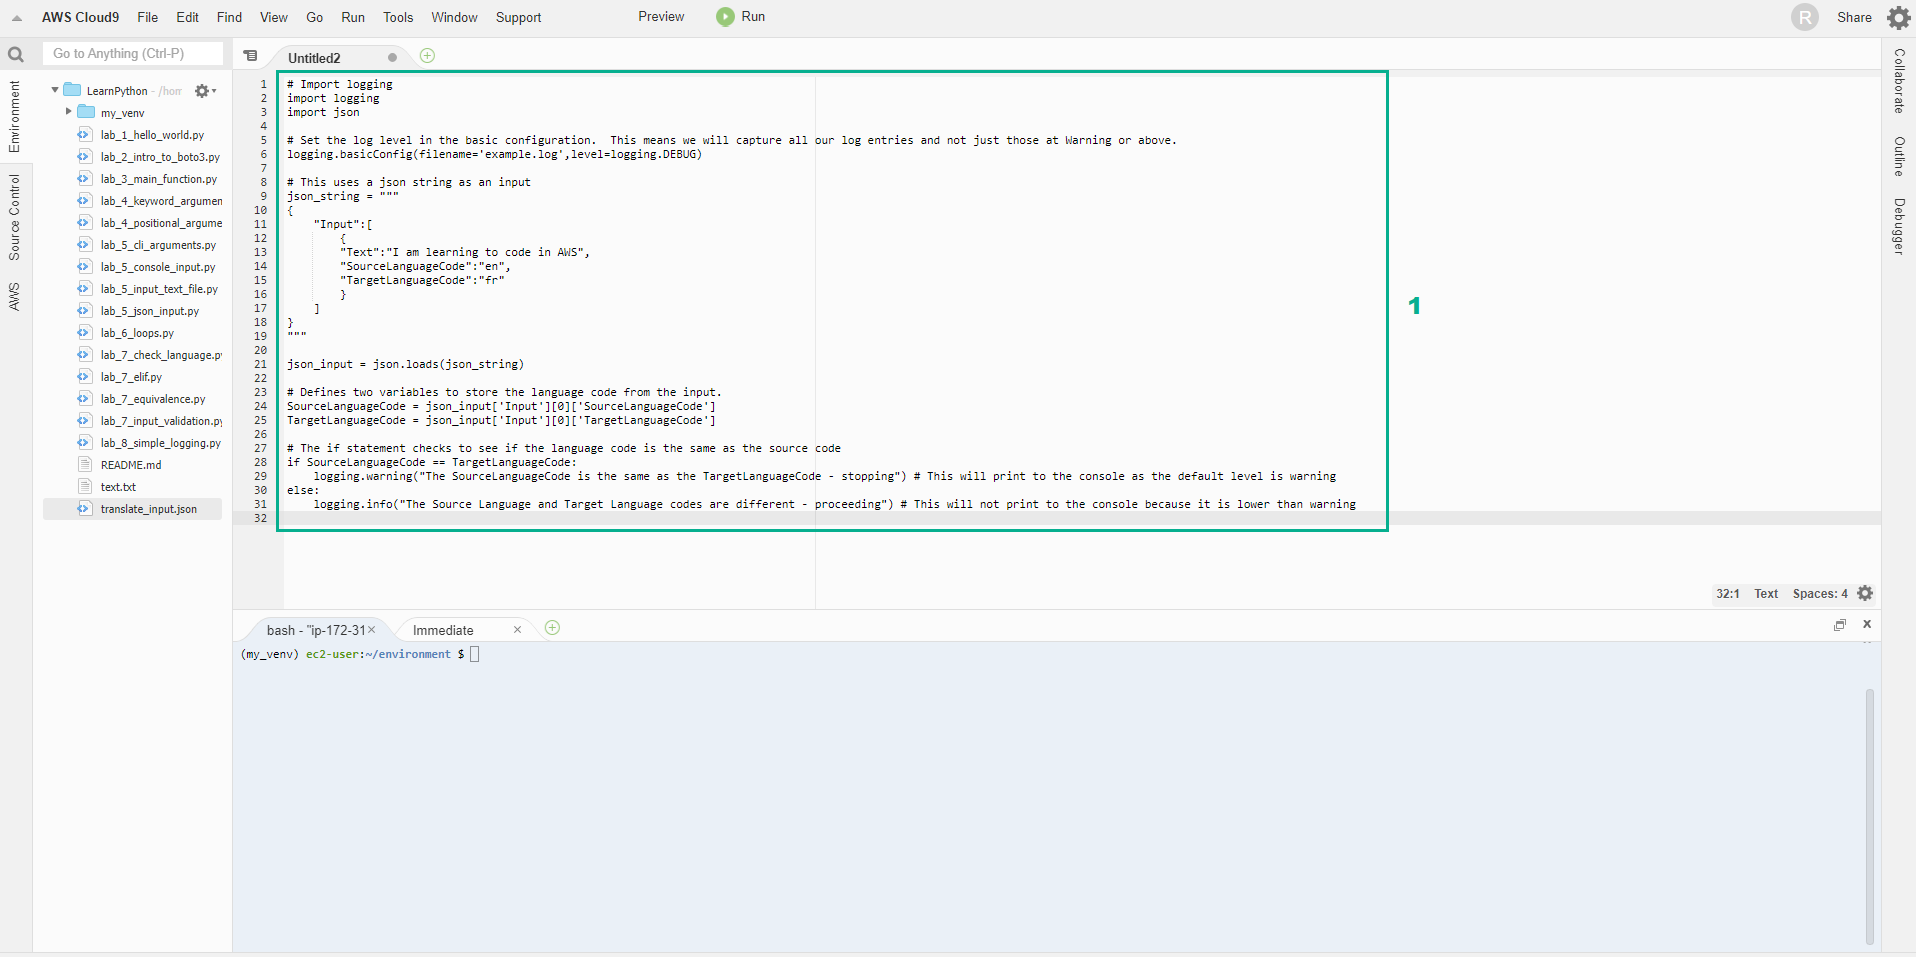 AWS Cloud9 File Edit Find View Go Run Tools Window Support Preview Run R Share
Go to Anything (Ctrl-P)
Environment
Source Control
AWS
LearnPython - /hom
my_venv
lab_1_hello_world.py
lab_2_intro_to_boto3.py
lab_3_main_function.py
lab_4_keyword_argumen
lab_4_positional_argume
lab_5_cli_arguments.py
lab_5_console_input.py
lab_5_input_text_file.py
lab_5_json_input.py
lab_6_loops.py
lab_7_check_language.py
lab_7_elif.py
lab_7_equivalence.py
lab_7_input_validation.py
lab_8_simple_logging.py
README.md
text.txt
translate_input.json
Untitled2
1 # Import logging
2 import logging
3 import json
4
5 # Set the log level in the basic configuration.  This means we will capture all our log entries and not just those at Warning or above.
6 logging.basicConfig(filename='example.log',level=logging.DEBUG)
7
8 # This uses a json string as an input
9 json_string = """
10 {
11     "Input":[
12         {
13         "Text":"I am learning to code in AWS",
14         "SourceLanguageCode":"en",
15         "TargetLanguageCode":"fr"
16         }
17     ]
18 }
19 """
20
21 json_input = json.loads(json_string)
22
23 # Defines two variables to store the language code from the input.
24 SourceLanguageCode = json_input['Input'][0]['SourceLanguageCode']
25 TargetLanguageCode = json_input['Input'][0]['TargetLanguageCode']
26
27 # The if statement checks to see if the language code is the same as the source code
28 if SourceLanguageCode == TargetLanguageCode:
29     logging.warning("The SourceLanguageCode is the same as the TargetLanguageCode - stopping") # This will print to the console as the default level is warning
30 else:
31     logging.info("The Source Language and Target Language codes are different - proceeding") # This will not print to the console because it is lower than warning
32
1
32:1 Text Spaces: 4
bash - "ip-172-31 Immediate
(my_venv) ec2-user:~/environment $
Collaborate
Outline
Debugger